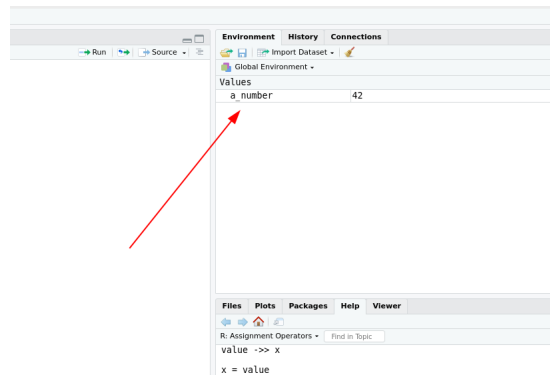 Environment History Connections
Run Source Import Dataset
Global Environment
Values
a_number 42
Files Plots Packages Help Viewer
R: Assignment Operators Find in Topic
value ->> x
x = value